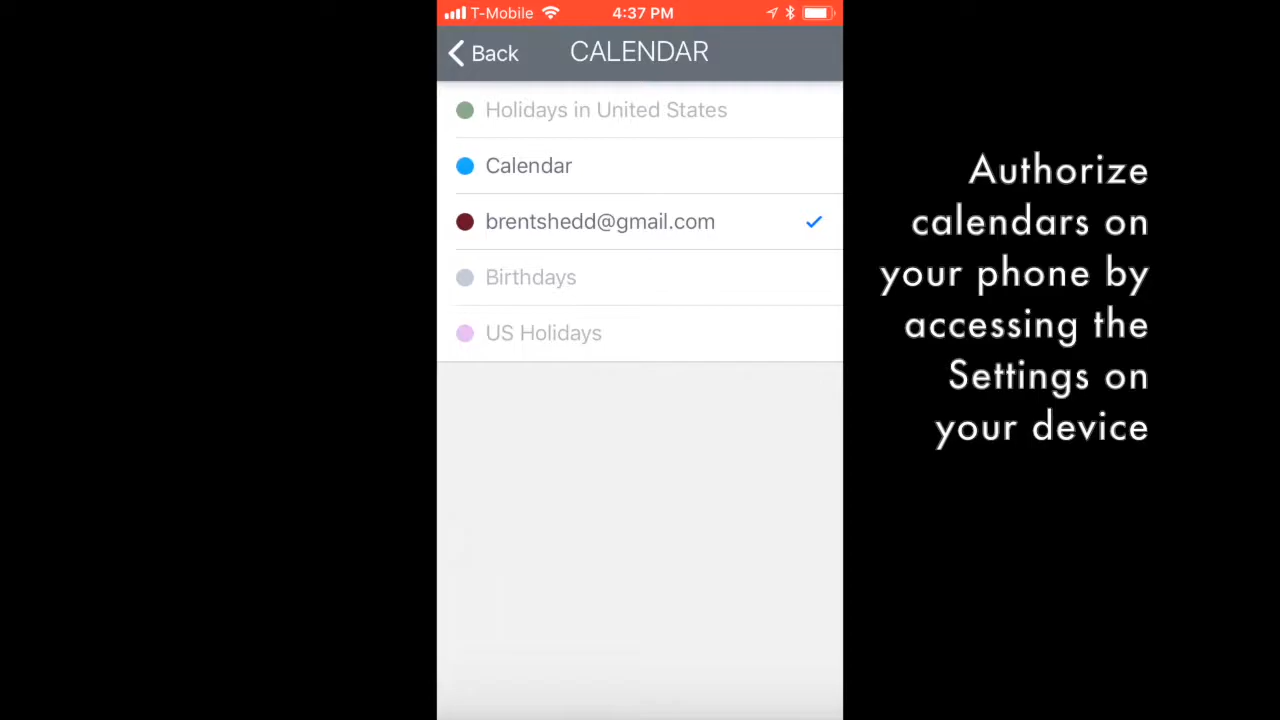 T-Mobile 4:37 PM
Back CALENDAR
Holidays in United States
Calendar
brentshedd@gmail.com
Birthdays
US Holidays
Authorize
calendars on
your phone by
accessing the
Settings on
your device